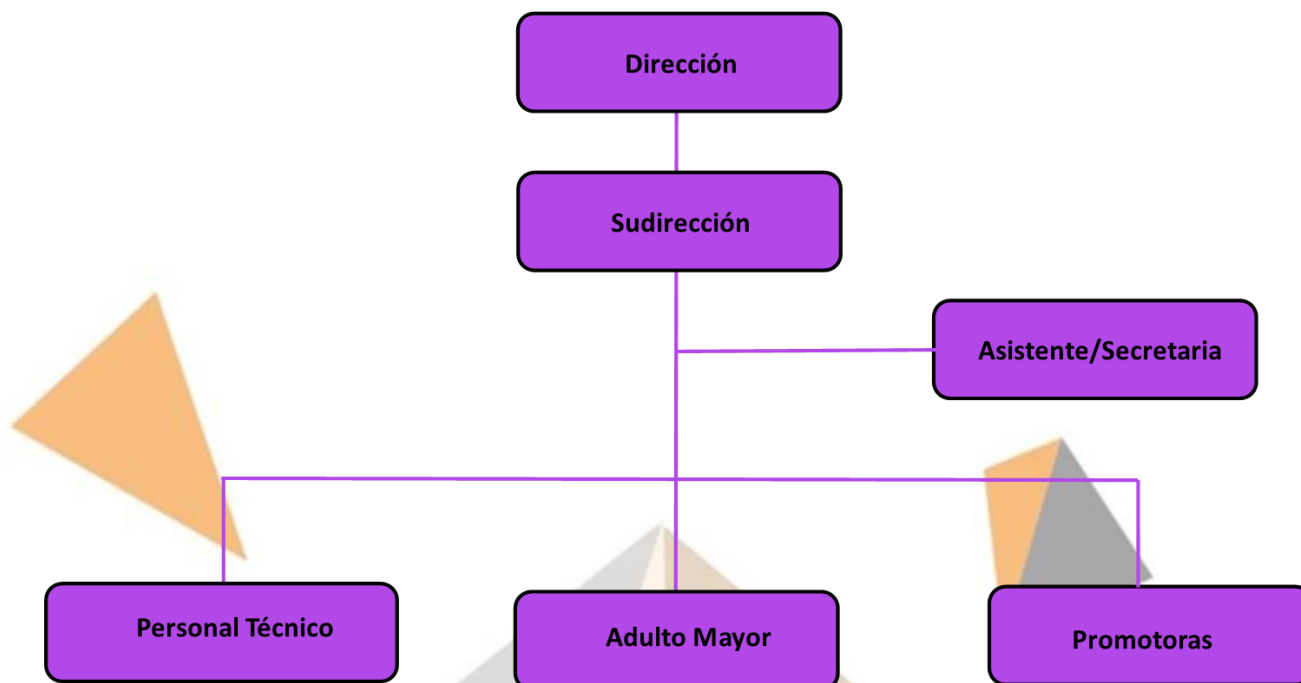 Dirección
Sudirección
Asistente/Secretaria
Personal Técnico
Adulto Mayor
Promotoras